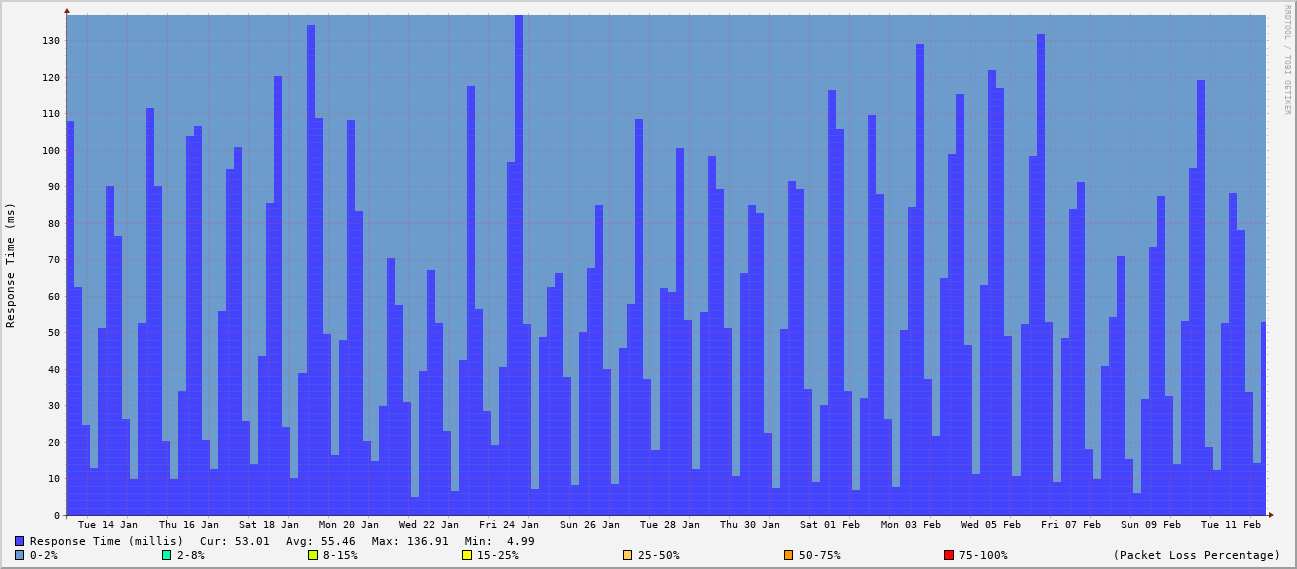 RRDTOOL / TOBI OETIKER
Response Time (ms)
130
120
110
100
90
80
70
60
50
40
30
20
10
0
Tue 14 Jan Thu 16 Jan Sat 18 Jan Mon 20 Jan Wed 22 Jan Fri 24 Jan Sun 26 Jan Tue 28 Jan Thu 30 Jan Sat 01 Feb Mon 03 Feb Wed 05 Feb Fri 07 Feb Sun 09 Feb Tue 11 Feb
Response Time (millis) Cur: 53.01 Avg: 55.46 Max: 136.91 Min: 4.99
0-2% 2-8% 8-15% 15-25% 25-50% 50-75% 75-100% (Packet Loss Percentage)